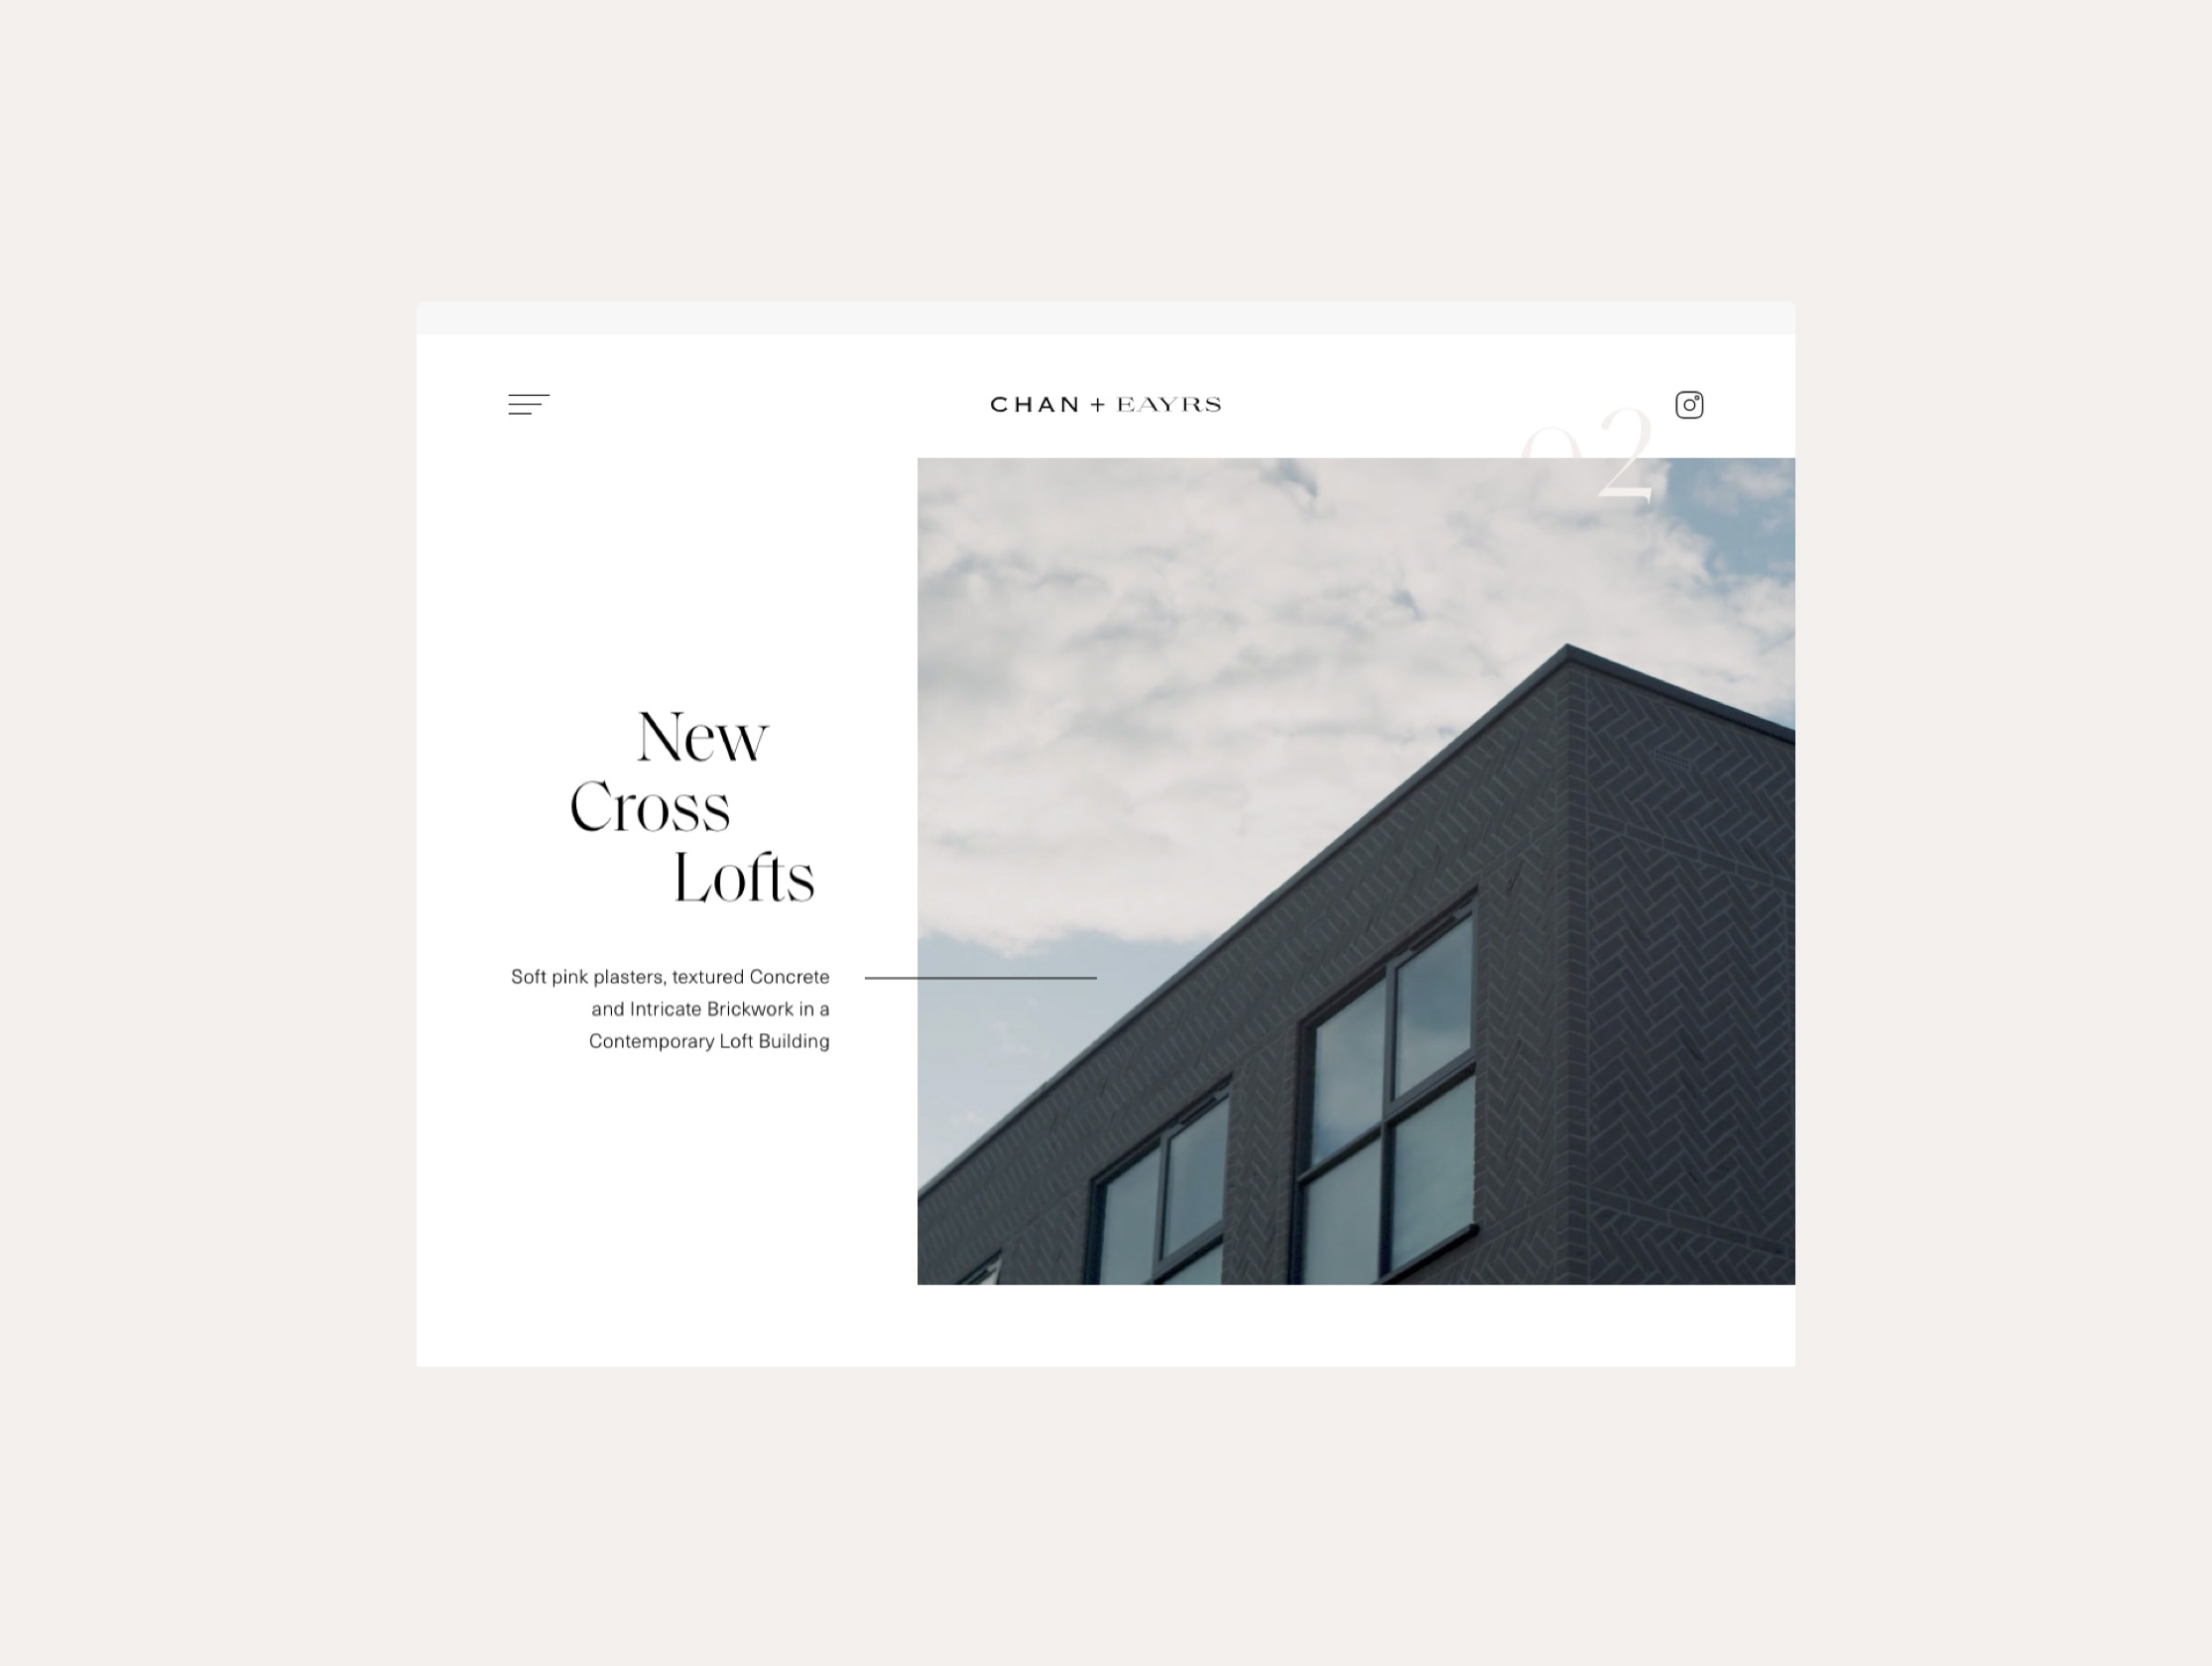 CHAN + EAYRS
02
New
Cross
Lofts
Soft pink plasters, textured Concrete
and Intricate Brickwork in a
Contemporary Loft Building